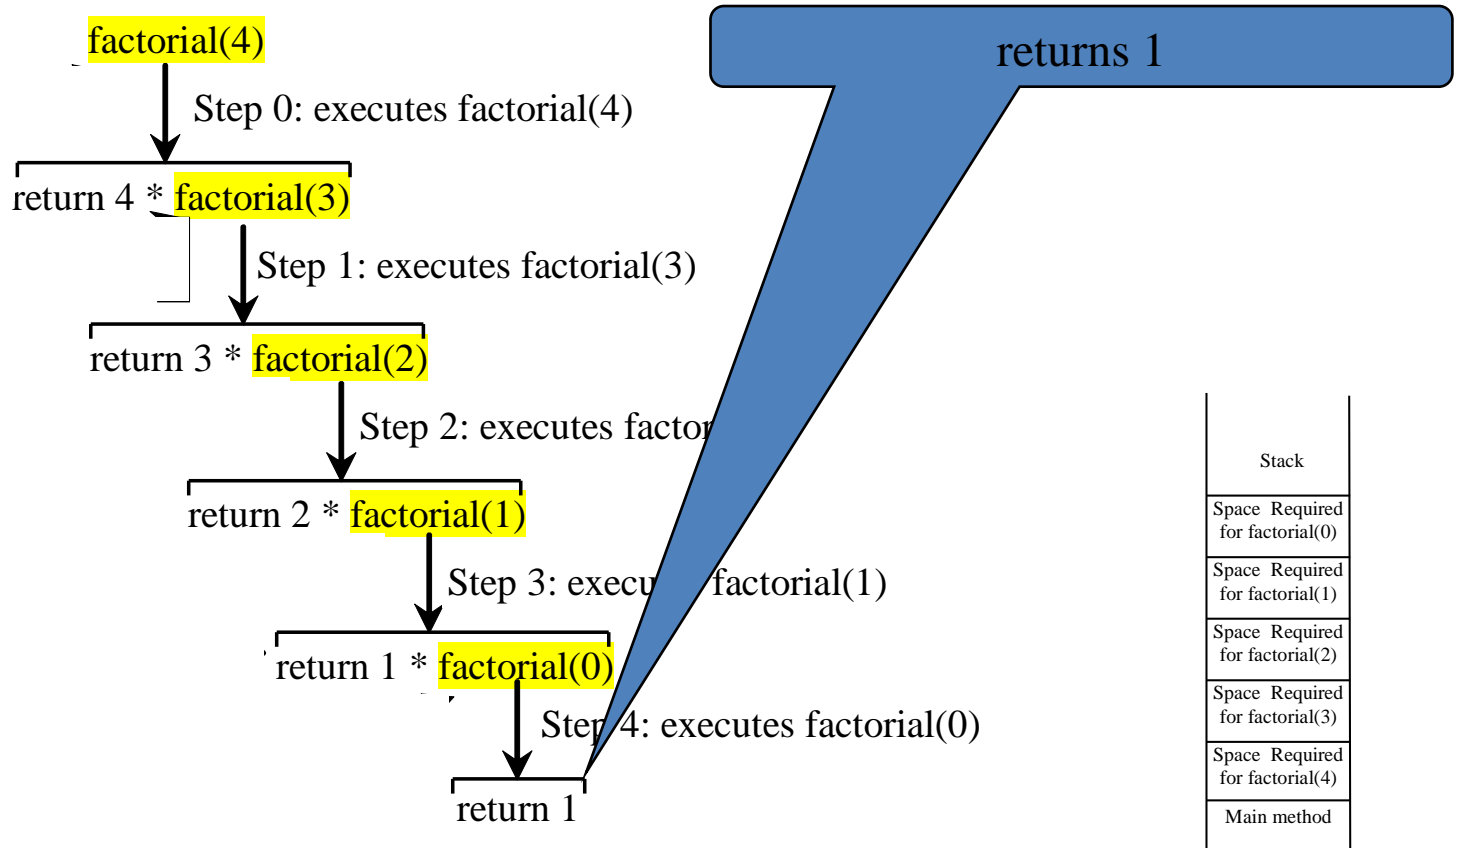 factorial(4)
returns 1
Step 0: executes factorial(4)
return 4 * factorial(3)
Step 1: executes factorial(3)
return 3 * factorial(2)
Step 2: executes factor
return 2 * factorial(1)
Step 3: execu factorial(1)
return 1 * factorial(0)
Step 4: executes factorial(0)
return 1
Stack
Space Required
for factorial(0)
Space Required
for factorial(1)
Space Required
for factorial(2)
Space Required
for factorial(3)
Space Required
for factorial(4)
Main method